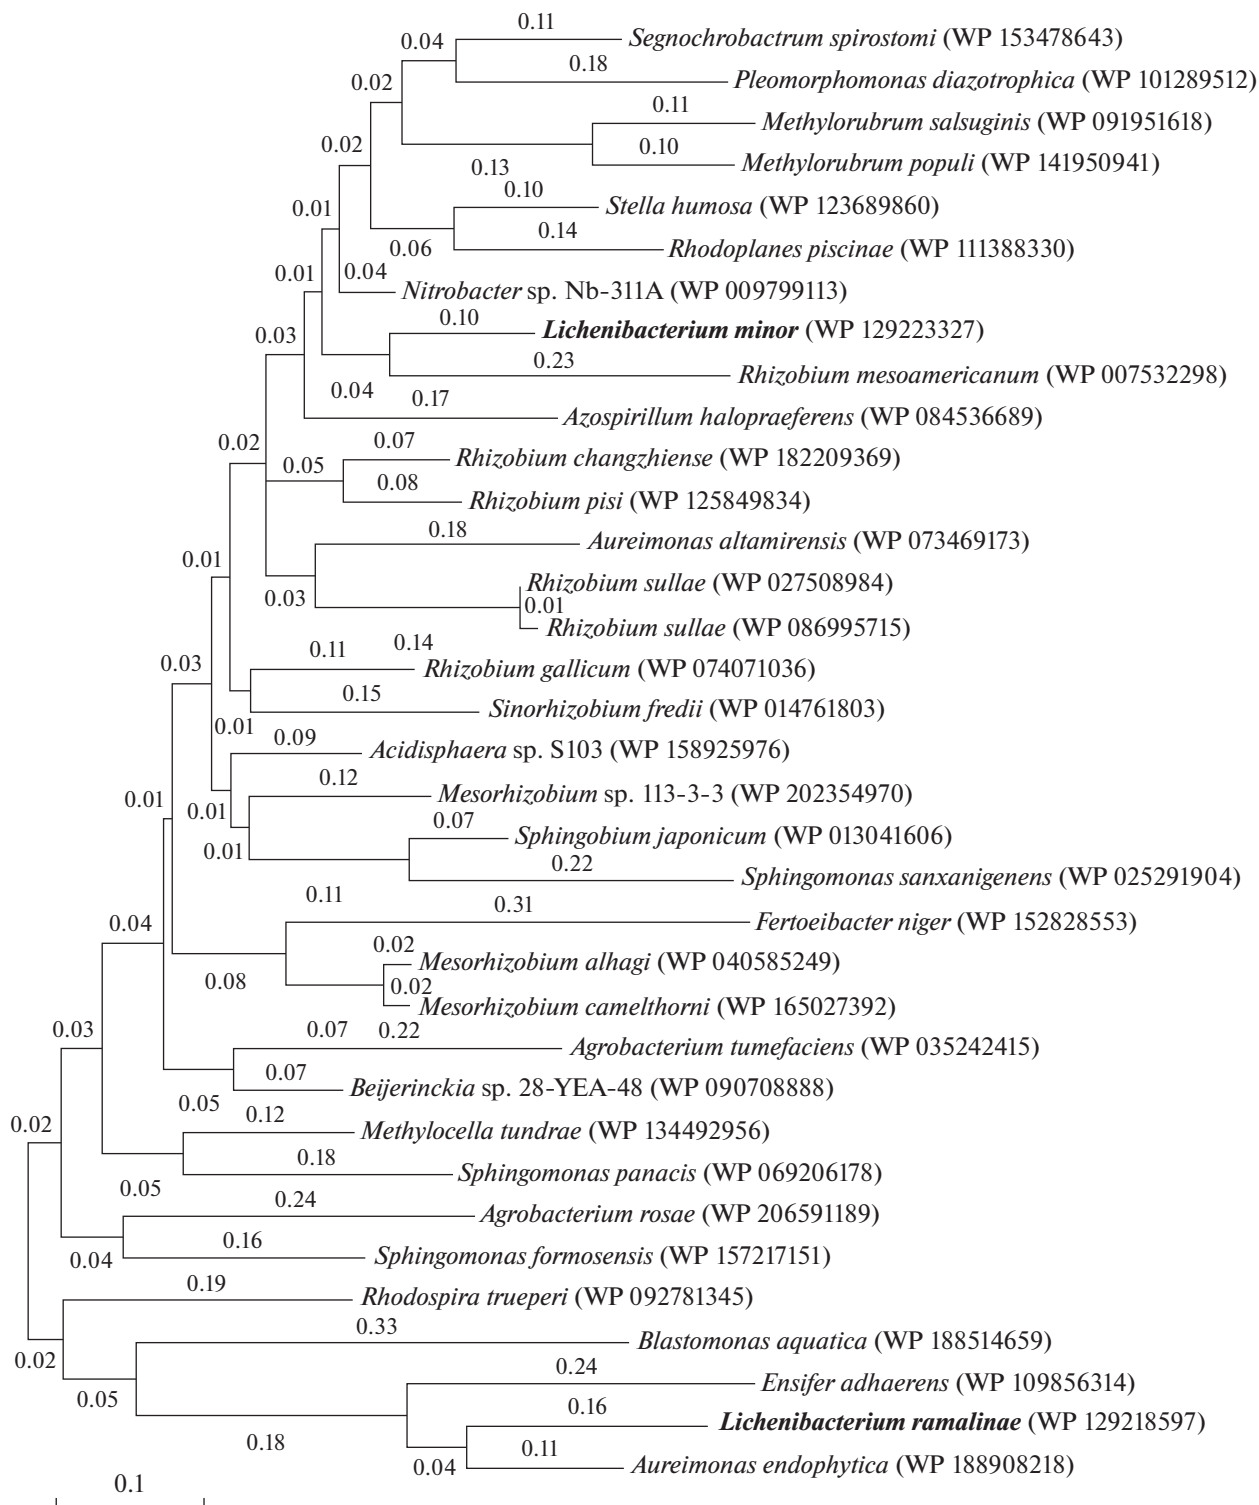 0.11
0.04
Segnochrobactrum spirostomi (WP 153478643)
0.18
0.02
Pleomorphomonas diazotrophica (WP 101289512)
0.11
Methylorubrum salsuginis (WP 091951618)
0.02
0.10
0.13
Methylorubrum populi (WP 141950941)
0.10
0.01
Stella humosa (WP 123689860)
0.14
0.06
Rhodoplanes piscinae (WP 111388330)
0.01
0.04
Nitrobacter sp. Nb-311A (WP 009799113)
0.10
0.03
Lichenibacterium minor (WP 129223327)
0.23
Rhizobium mesoamericanum (WP 007532298)
0.04
0.17
Azospirillum halopraeferens (WP 084536689)
0.02
0.07
0.05
Rhizobium changzhiense (WP 182209369)
0.08
Rhizobium pisi (WP 125849834)
0.18
Aureimonas altamirensis (WP 073469173)
0.01
Rhizobium sullae (WP 027508984)
0.03
0.01
Rhizobium sullae (WP 086995715)
0.14
0.11
0.03
Rhizobium gallicum (WP 074071036)
0.15
Sinorhizobium fredii (WP 014761803)
0.01
0.09
Acidisphaera sp. S103 (WP 158925976)
0.12
0.01
Mesorhizobium sp. 113-3-3 (WP 202354970)
0.01
0.07
Sphingobium japonicum (WP 013041606)
0.01
0.22
Sphingomonas sanxanigenens (WP 025291904)
0.11
0.31
0.04
Fertoeibacter niger (WP 152828553)
0.02
Mesorhizobium alhagi (WP 040585249)
0.08
0.02
Mesorhizobium camelthorni (WP 165027392)
0.03
0.07
0.22
Agrobacterium tumefaciens (WP 035242415)
0.07
Beijerinckia sp. 28-YEA-48 (WP 090708888)
0.05
0.12
0.02
Methylocella tundrae (WP 134492956)
0.18
Sphingomonas panacis (WP 069206178)
0.05
0.24
Agrobacterium rosae (WP 206591189)
0.16
0.04
Sphingomonas formosensis (WP 157217151)
0.19
Rhodospira trueperi (WP 092781345)
0.33
Blastomonas aquatica (WP 188514659)
0.02
0.24
Ensifer adhaerens (WP 109856314)
0.05
0.16
Lichenibacterium ramalinae (WP 129218597)
0.18
0.11
0.04
Aureimonas endophytica (WP 188908218)
0.1